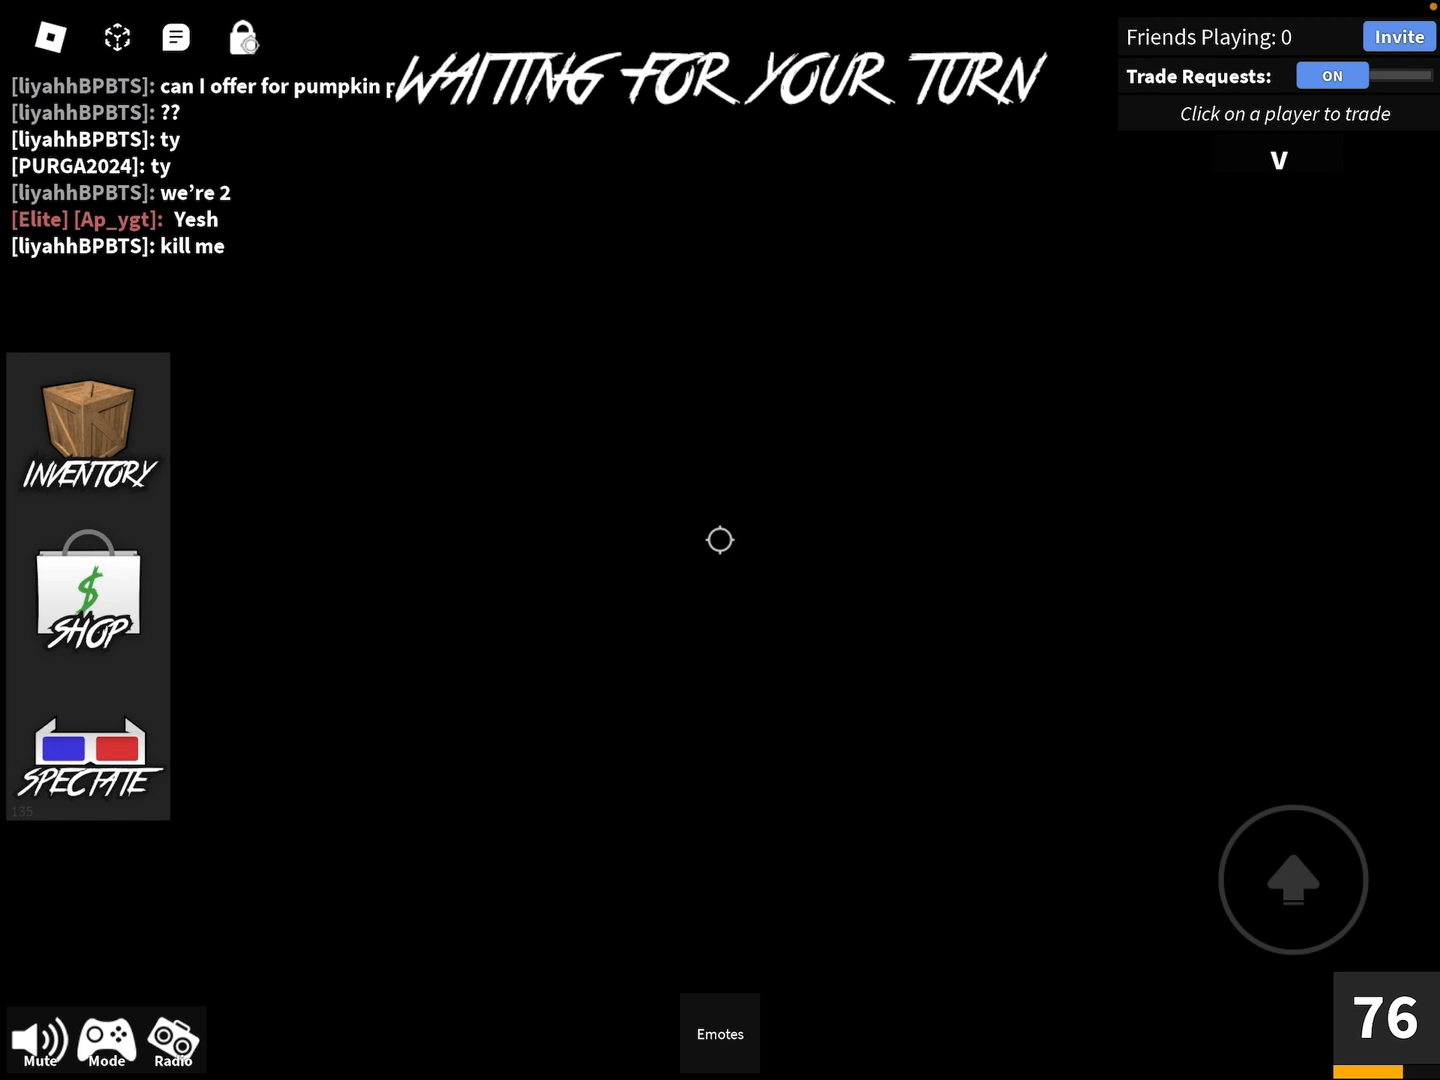 [liyahhBPBTS]: can I offer for pumpkin
[liyahhBPBTS]: ??
[liyahhBPBTS]: ty
[PURGA2024]: ty
[liyahhBPBTS]: we’re 2
[Elite] [Ap_ygt]: Yesh
[liyahhBPBTS]: kill me
WAITING FOR YOUR TURN
Friends Playing: 0
Invite
Trade Requests:
ON
Click on a player to trade
V
INVENTORY
$
SHOP
SPECTATE
135
Mute
Mode
Radio
Emotes
76